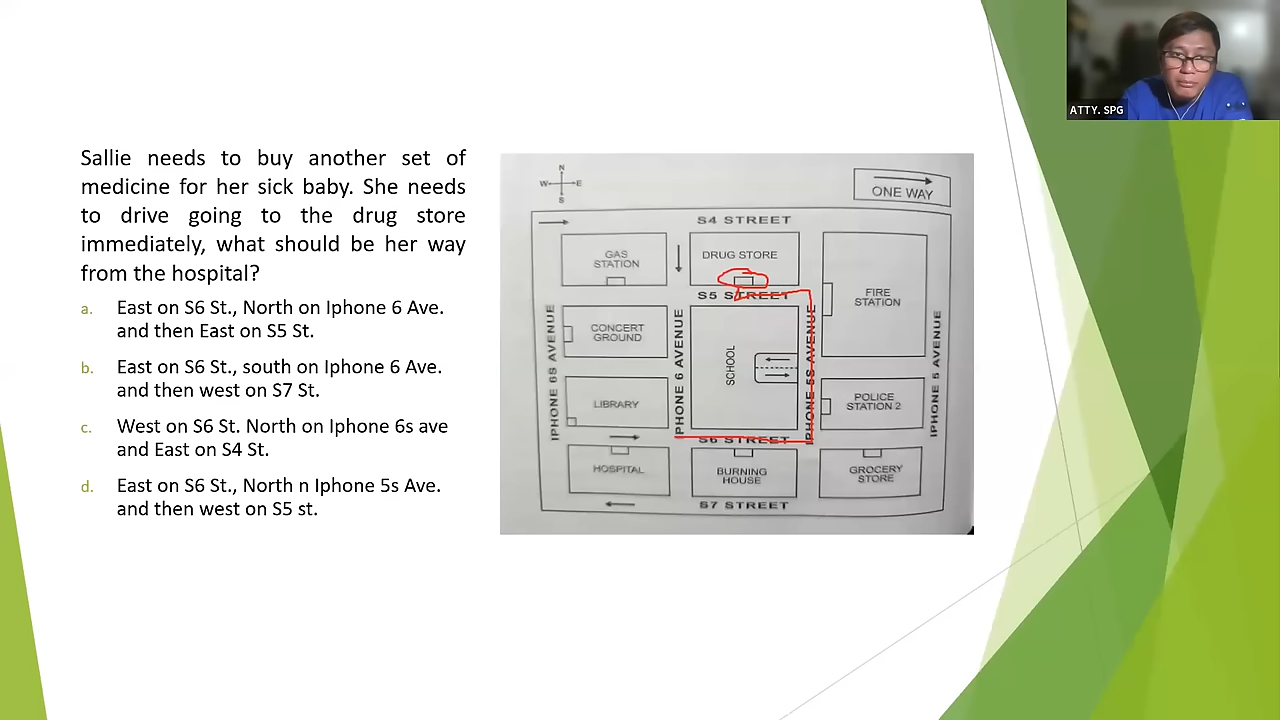 ATTY. SPG
Sallie needs to buy another set of
medicine for her sick baby. She needs
to drive going to the drug store
immediately, what should be her way
from the hospital?
a. East on S6 St., North on Iphone 6 Ave.
and then East on S5 St.
b. East on S6 St., south on Iphone 6 Ave.
and then west on S7 St.
c. West on S6 St. North on Iphone 6s ave
and East on S4 St.
d. East on S6 St., North n Iphone 5s Ave.
and then west on S5 st.
N
W E
S
ONE WAY
S4 STREET
GAS
STATION
DRUG STORE
FIRE
STATION
S5 STREET
IPHONE 6S AVENUE
CONCERT
GROUND
IPHONE 6 AVENUE
SCHOOL
IPHONE 5S AVENUE
IPHONE 5 AVENUE
LIBRARY
POLICE
STATION 2
S6 STREET
HOSPITAL
BURNING
HOUSE
GROCERY
STORE
S7 STREET